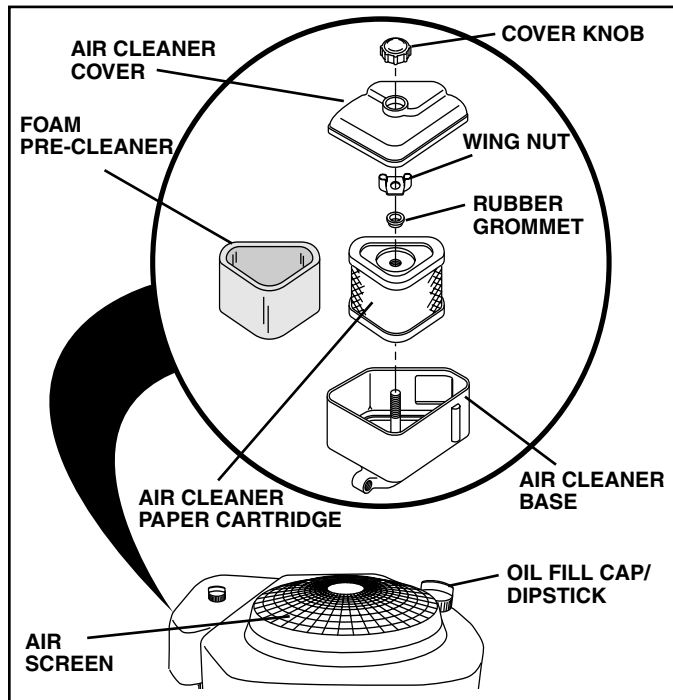 AIR CLEANER
COVER
COVER KNOB
FOAM
PRE-CLEANER
WING NUT
RUBBER
GROMMET
AIR CLEANER
BASE
AIR CLEANER
PAPER CARTRIDGE
OIL FILL CAP/
DIPSTICK
AIR
SCREEN